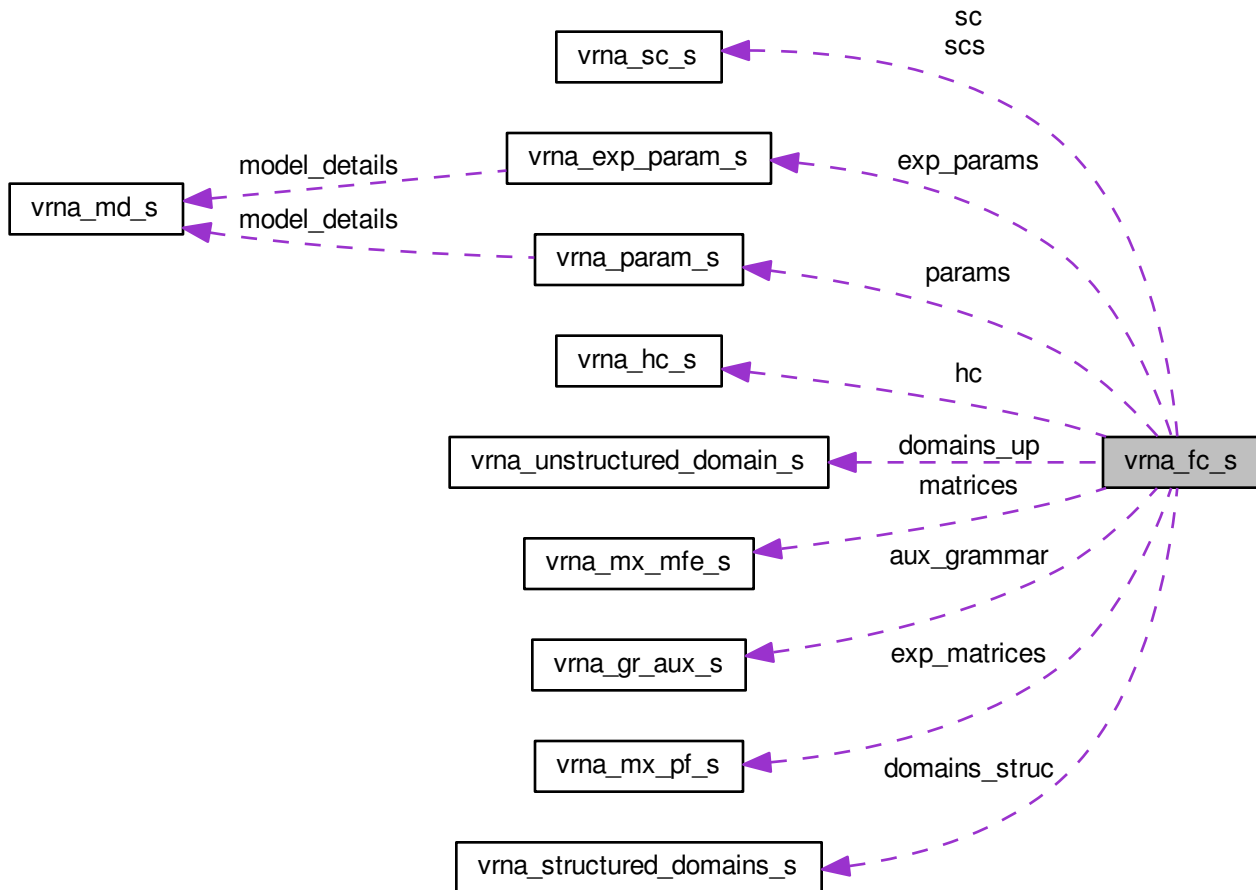 sc
scs
vrna_sc_s
vrna_exp_param_s
exp_params
model_details
vrna_md_s
model_details
vrna_param_s
params
vrna_hc_s
hc
vrna_unstructured_domain_s
domains_up
vrna_fc_s
matrices
vrna_mx_mfe_s
aux_grammar
vrna_gr_aux_s
exp_matrices
vrna_mx_pf_s
domains_struc
vrna_structured_domains_s